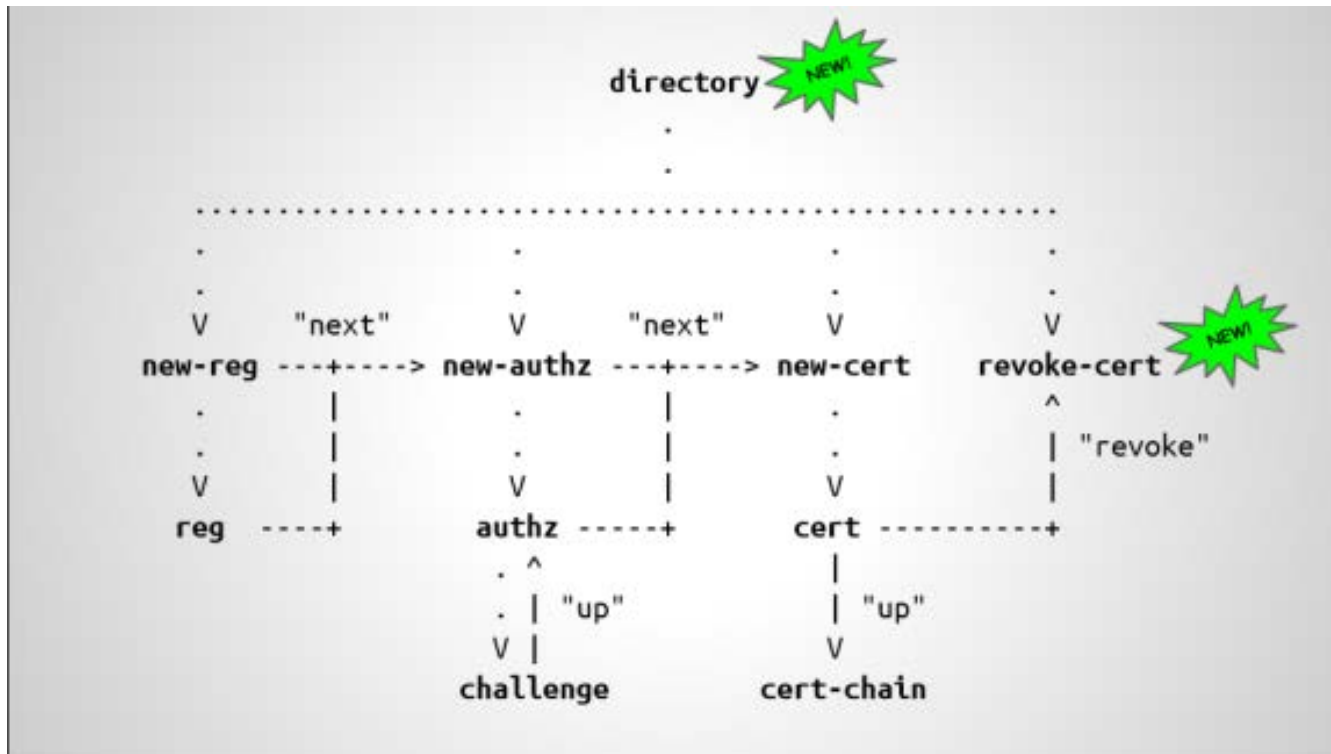 directory NEW!
.
.
.....................................................
. . . .
. . . .
V "next" V "next" V V
new-reg ---+----> new-authz ---+----> new-cert revoke-cert NEW!
. | . | . ^
. | . | . | "revoke"
V | V | V |
reg ----+ authz -----+ cert ----------+
. ^ |
. | "up" | "up"
V | V
challenge cert-chain